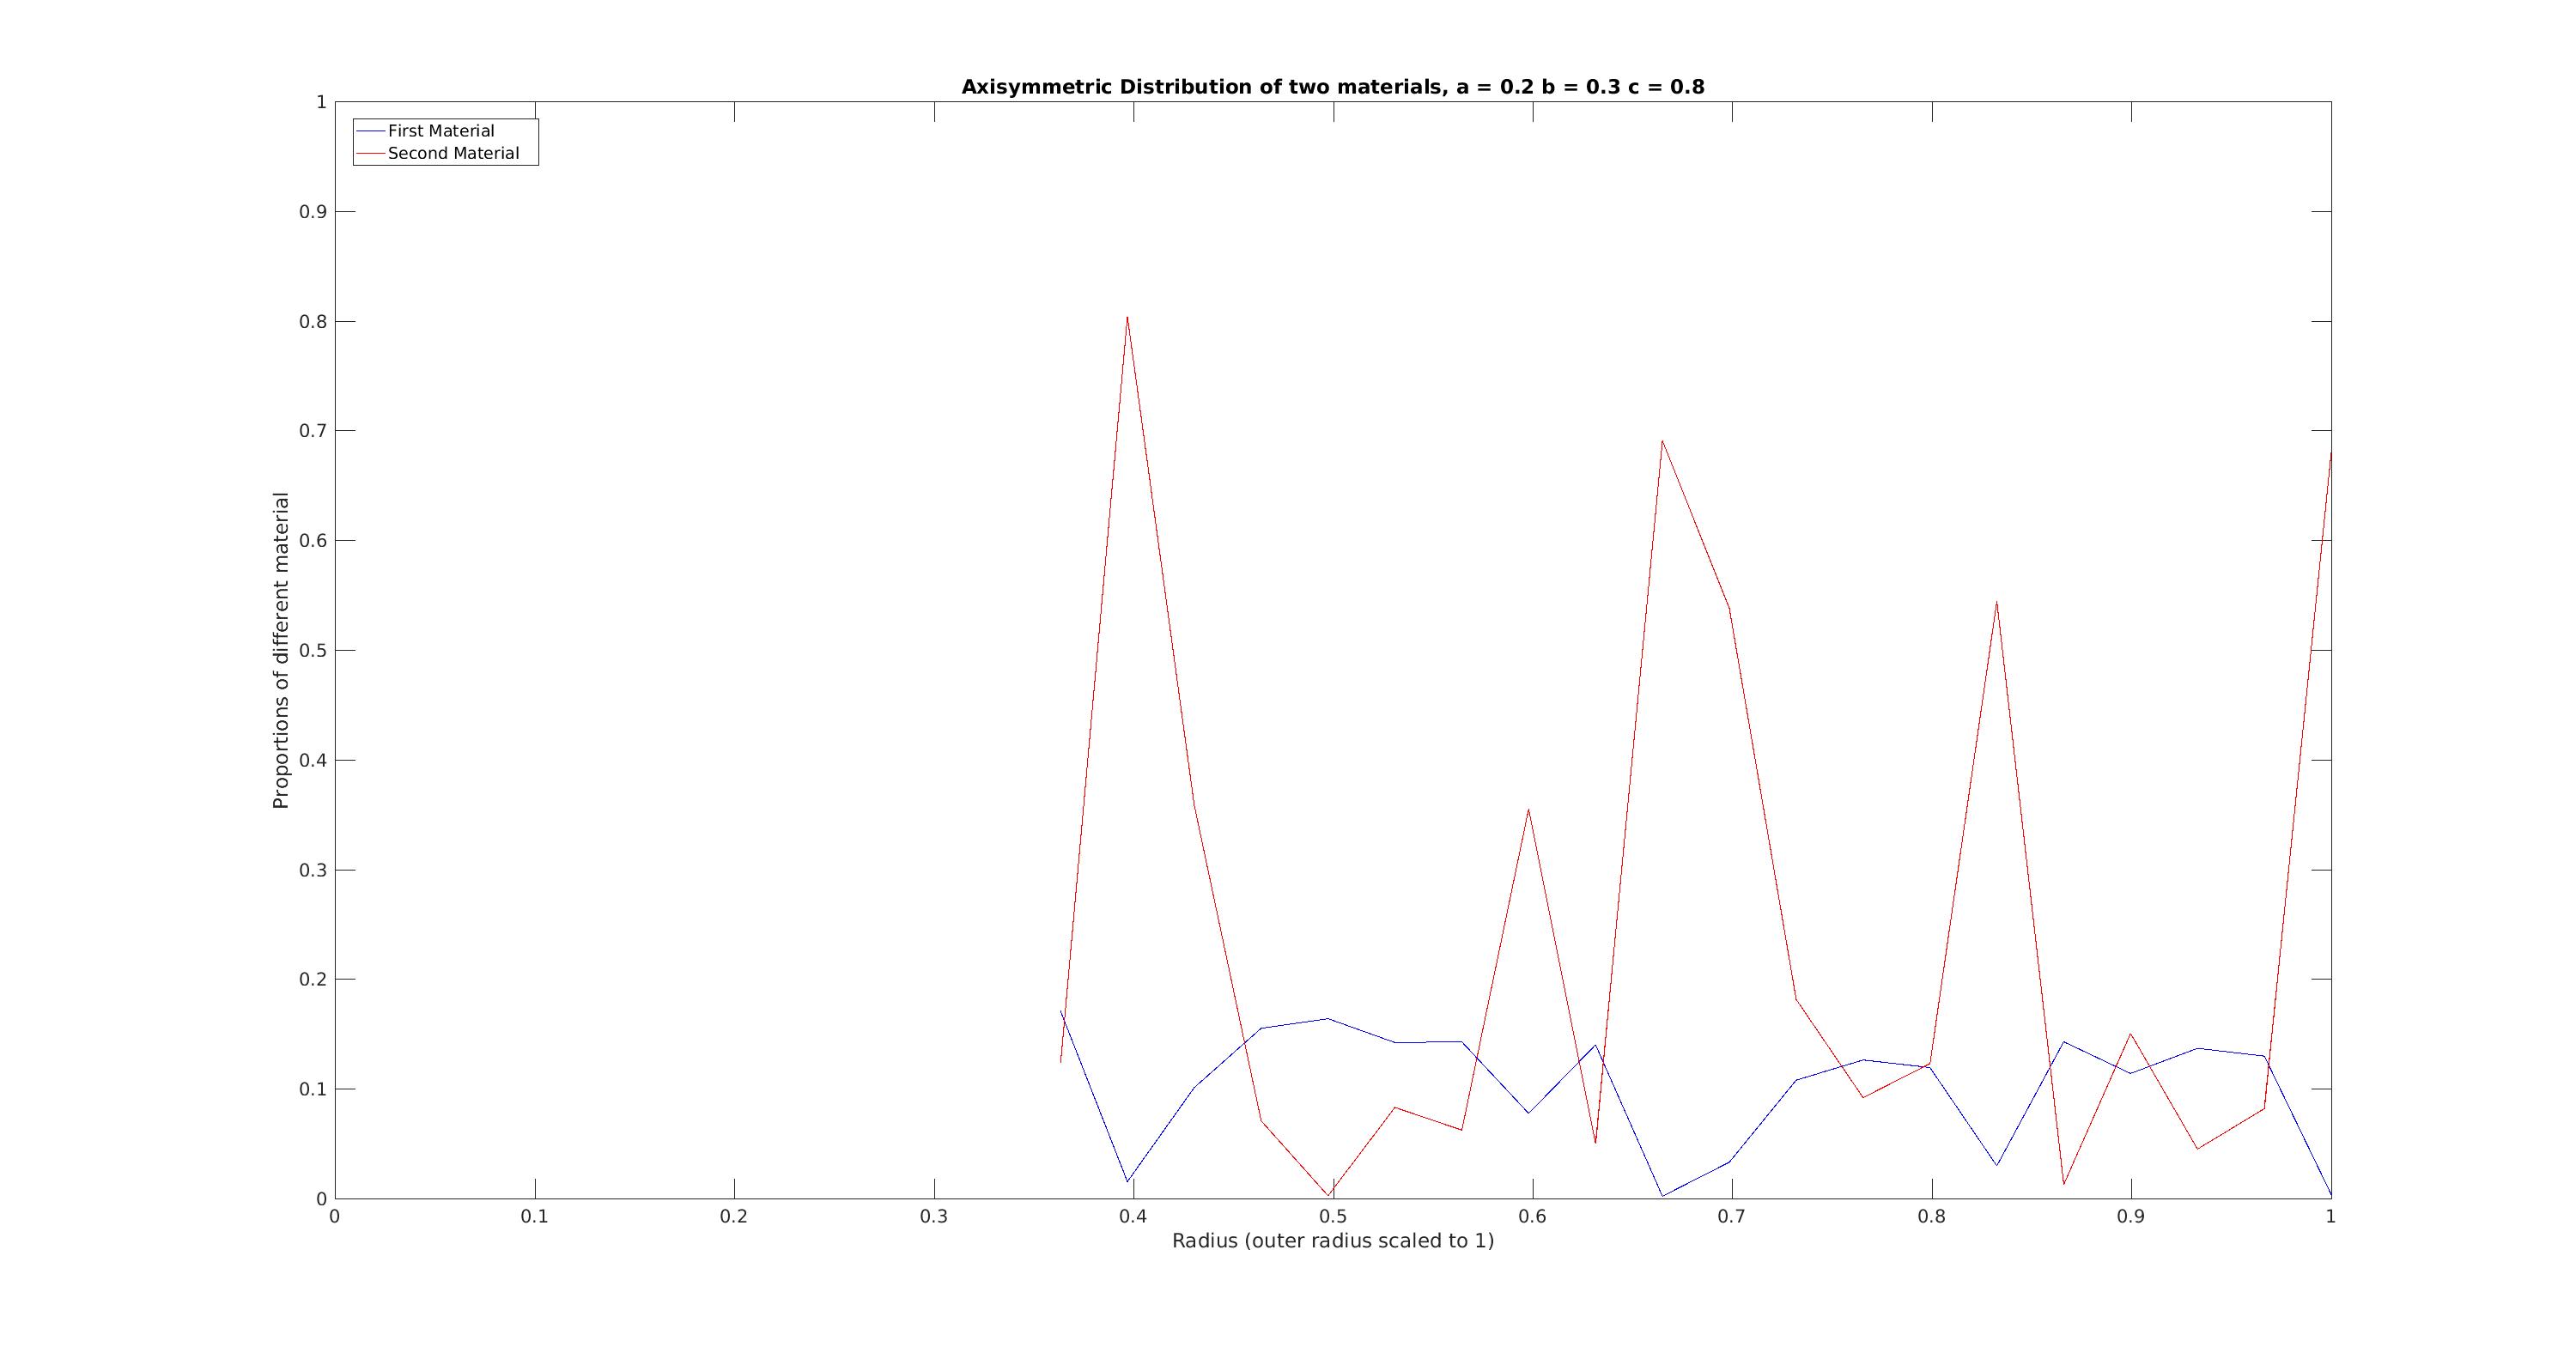 Axisymmetric Distribution of two materials, a = 0.2 b = 0.3 c = 0.8
First Material
Second Material
1
0.9
0.8
0.7
0.6
0.5
0.4
0.3
0.2
0.1
0
Proportions of different material
0 0.1 0.2 0.3 0.4 0.5 0.6 0.7 0.8 0.9 1
Radius (outer radius scaled to 1)